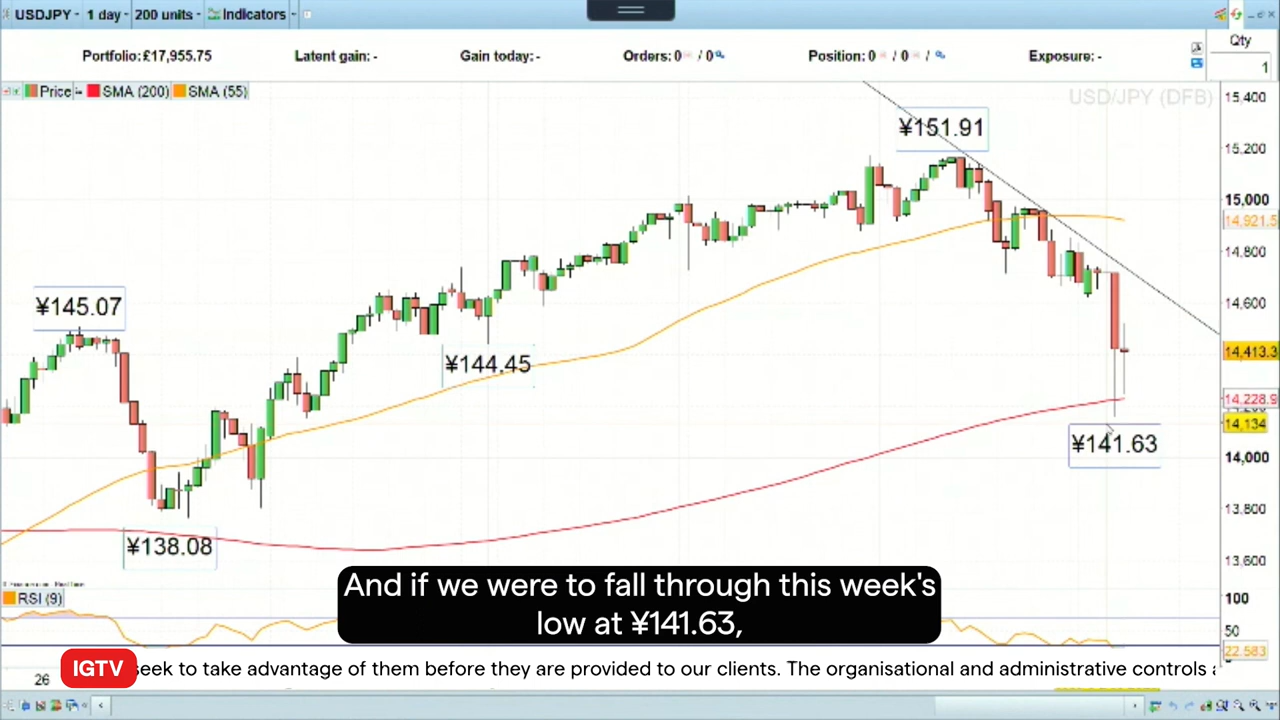 USDJPY 1 day 200 units Indicators
Portfolio:£17,955.75 Latent gain: - Gain today:- Orders:0 / 0 Position:0 / 0 / Exposure: - Qty
1
Price SMA (200) SMA (55)
USD/JPY (DFB)
15,400
¥151.91
15,200
15,000
14,921.5
14,800
¥145.07
14,600
¥144.45
14,413.3
14,228.9
14,134
¥141.63
14,000
13,800
¥138.08
13,600
RSI (9)
100
And if we were to fall through this week's
low at ¥141.63,
50
22.583
IGTV seek to take advantage of them before they are provided to our clients. The organisational and administrative controls
26